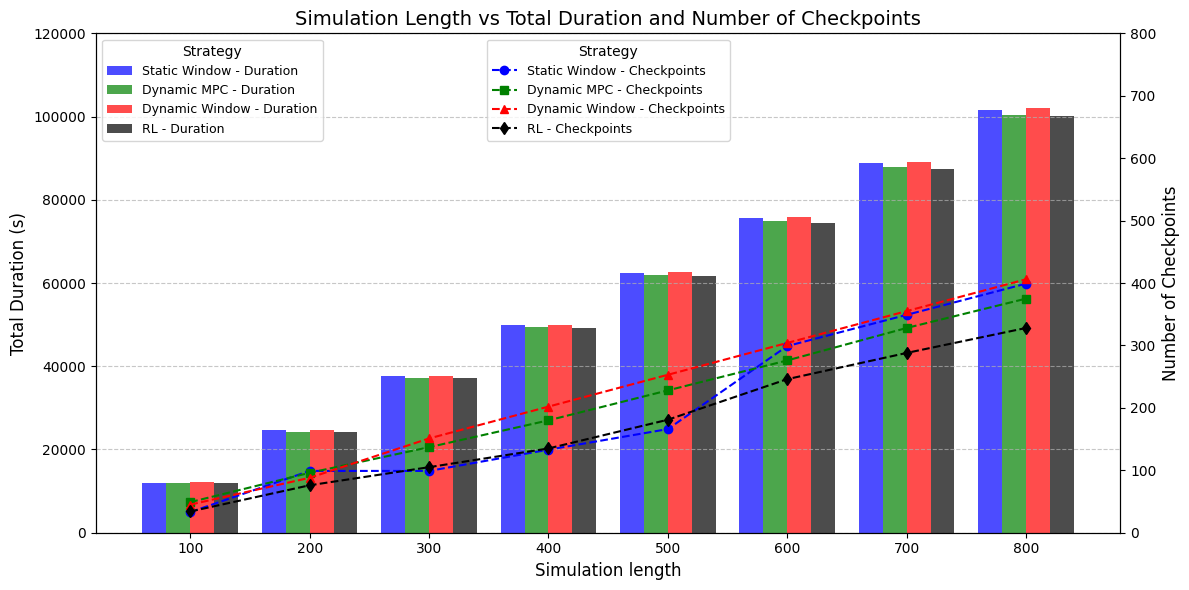 Simulation Length vs Total Duration and Number of Checkpoints
Strategy
Static Window - Duration
Dynamic MPC - Duration
Dynamic Window - Duration
RL - Duration
Strategy
Static Window - Checkpoints
Dynamic MPC - Checkpoints
Dynamic Window - Checkpoints
RL - Checkpoints
Total Duration (s)
120000
100000
80000
60000
40000
20000
0
800
700
600
500
400
300
200
100
0
Number of Checkpoints
100 200 300 400 500 600 700 800
Simulation length